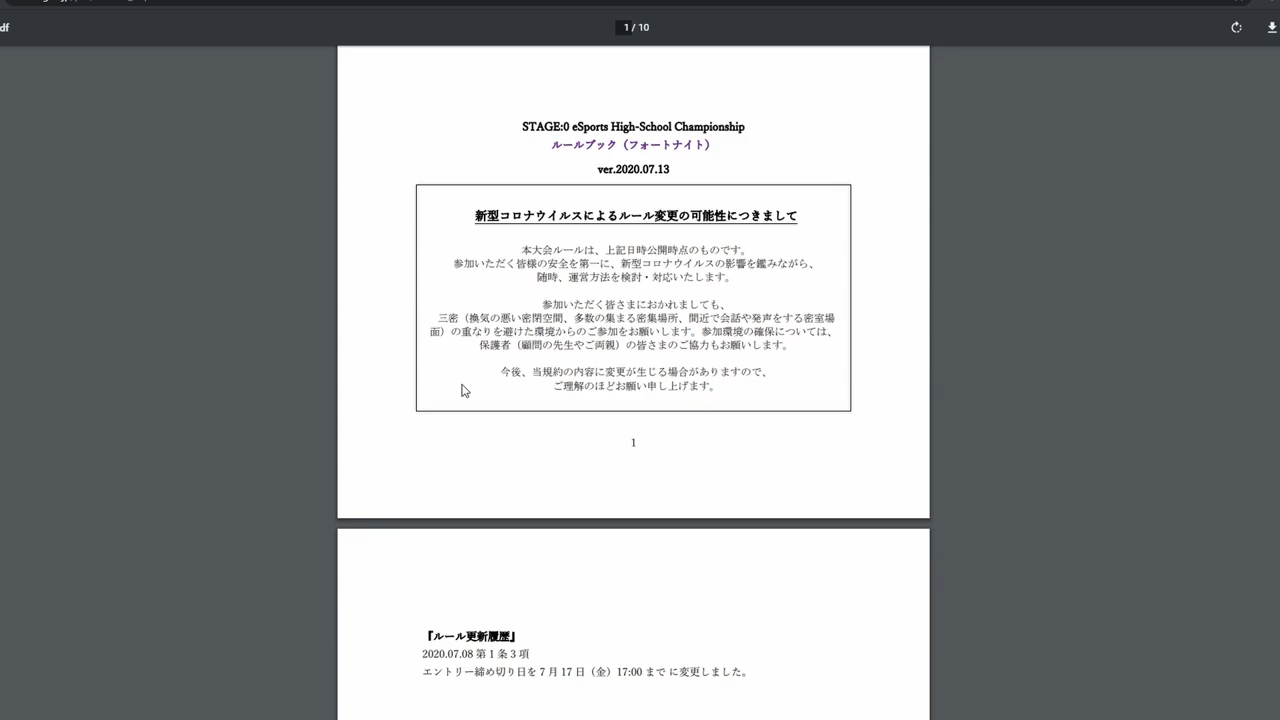 df
1 / 10
STAGE:0 eSports High-School Championship
ルールブック（フォートナイト）
ver.2020.07.13
新型コロナウイルスによるルール変更の可能性につきまして
本大会ルールは、上記日時公開時点のものです。
参加いただく皆様の安全を第一に、新型コロナウイルスの影響を鑑みながら、
随時、運営方法を検討・対応いたします。
参加いただく皆さまにおかれましても、
三密（換気の悪い密閉空間、多数の集まる密集場所、間近で会話や発声をする密室場
面）の重なりを避けた環境からのご参加をお願いします。参加環境の確保については、
保護者（顧問の先生やご両親）の皆さまのご協力もお願いします。
今後、当規約の内容に変更が生じる場合がありますので、
ご理解のほどお願い申し上げます。
1
『ルール更新履歴』
2020.07.08 第 1 条 3 項
エントリー締め切り日を 7 月 17 日（金）17:00 まで に変更しました。